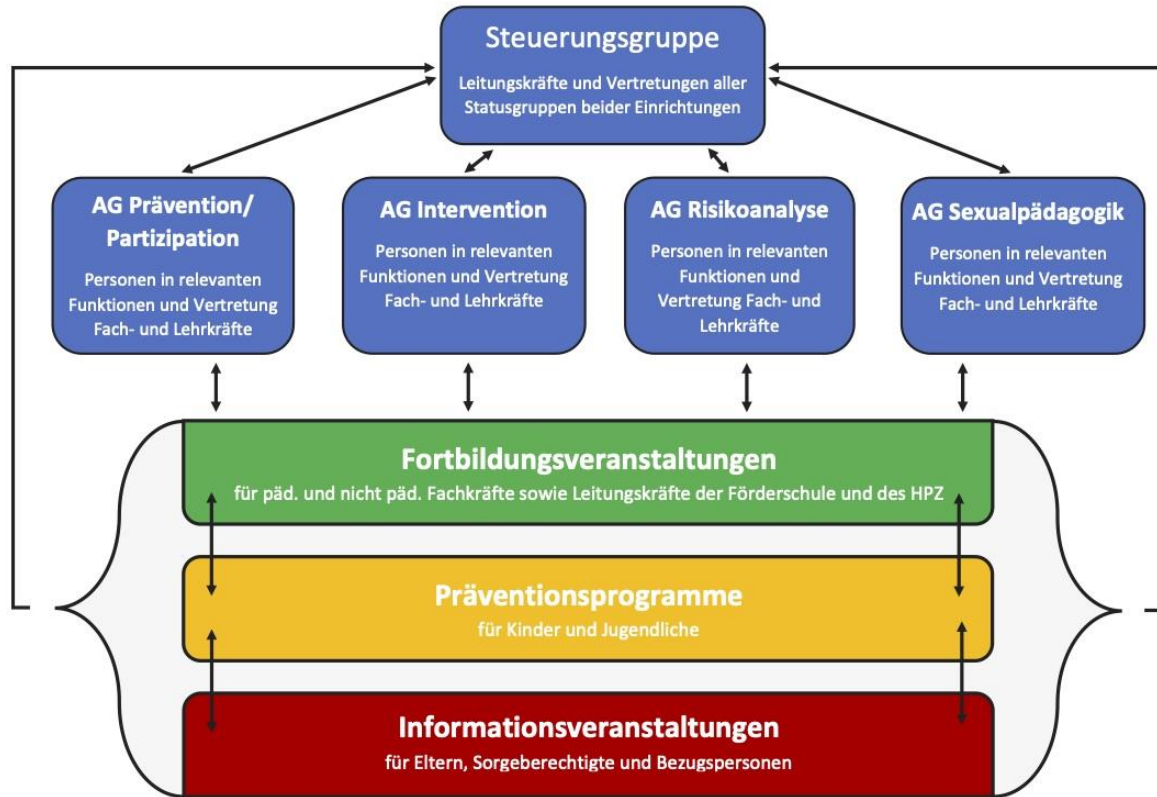 Steuerungsgruppe
Leitungskräfte und Vertretungen aller
Statusgruppen beider Einrichtungen
AG Prävention/
Partizipation
Personen in relevanten
Funktionen und Vertretung
Fach- und Lehrkräfte
AG Intervention
Personen in relevanten
Funktionen und Vertretung
Fach- und Lehrkräfte
AG Risikoanalyse
Personen in relevanten
Funktionen und
Vertretung Fach- und
Lehrkräfte
AG Sexualpädagogik
Personen in relevanten
Funktionen und Vertretung
Fach- und Lehrkräfte
Fortbildungsveranstaltungen
für päd. und nicht päd. Fachkräfte sowie Leitungskräfte der Förderschule und des HPZ
Präventionsprogramme
für Kinder und Jugendliche
Informationsveranstaltungen
für Eltern, Sorgeberechtigte und Bezugspersonen